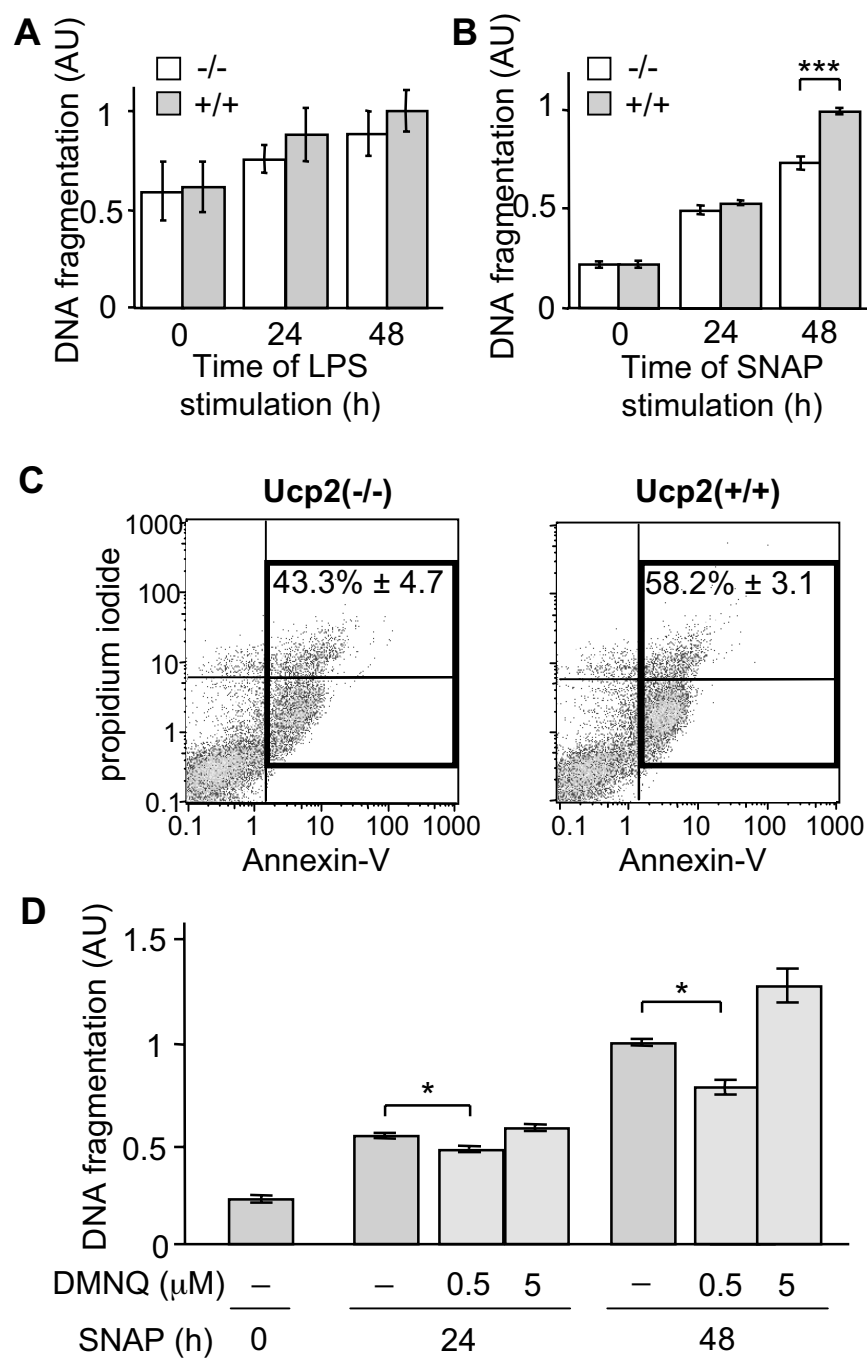 A
DNA fragmentation (AU)
-/-
+/+
1
0.5
0
0 24 48
Time of LPS
stimulation (h)
B
DNA fragmentation (AU)
-/-
+/+
***
1
0.5
0
0 24 48
Time of SNAP
stimulation (h)
C
Ucp2(-/-)
propidium iodide
1000
100
10
1
0.1
43.3% ± 4.7
0.1 1 10 100 1000
Annexin-V
Ucp2(+/+)
58.2% ± 3.1
0.1 1 10 100 1000
Annexin-V
D
DNA fragmentation (AU)
1.5
1
0.5
0
*
*
DMNQ (μM) – – 0.5 5 – 0.5 5
SNAP (h) 0 24 48